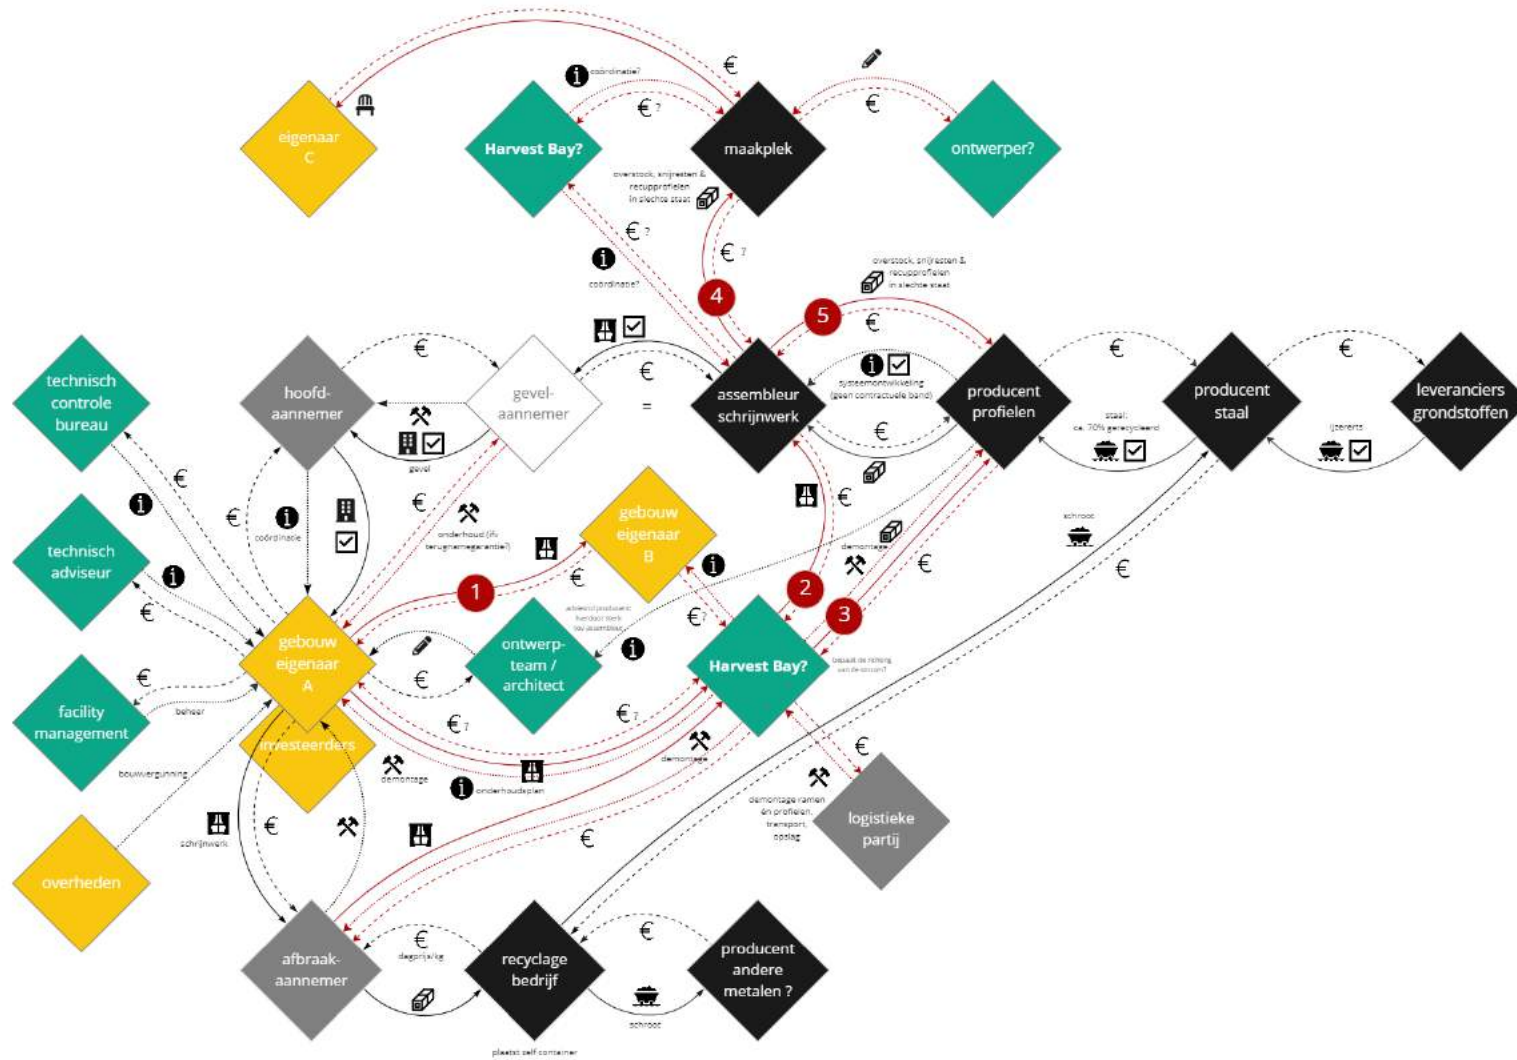 €
i
coördinatie?
€
eigenaar
C
Harvest Bay?
€ ?
maakplek
€
ontwerper?
overstock, snijresten &
recupprofielen
in slechte staat
€ ?
i
coördinatie?
€ ?
4
overstock, snijresten &
recupprofielen
in slechte staat
5
€
technisch
controle
bureau
hoofd-
aannemer
€
gevel-
aannemer
€
=
assembleur
schrijnwerk
i
systeemontwikkeling
(geen contractuele band)
€
producent
profielen
€
staal:
ca. 70% gerecycleerd
producent
staal
€
ijzererts
leveranciers
grondstoffen
gevel
€
i
€
i
coördinatie
€
onderhoud (ifv
terugnamegarantie?)
gebouw
eigenaar
B
€
demontage
€
schroot
€
technisch
adviseur
i
€
1
€
i
2
3
€?
gebouw
eigenaar
A
€
ontwerp-
team /
architect
i
Harvest Bay?
facility
management
€
beheer
investeerders
bouwvergunning
€ ?
€ ?
demontage
i
onderhoudsplan
demontage
€
demontage ramen
én profielen,
transport,
opslag
logistieke
partij
overheden
schrijnwerk
€
€
afbraak-
aannemer
€
dagprijs/kg
recyclage
bedrijf
€
schroot
producent
andere
metalen ?
plaatst self-container